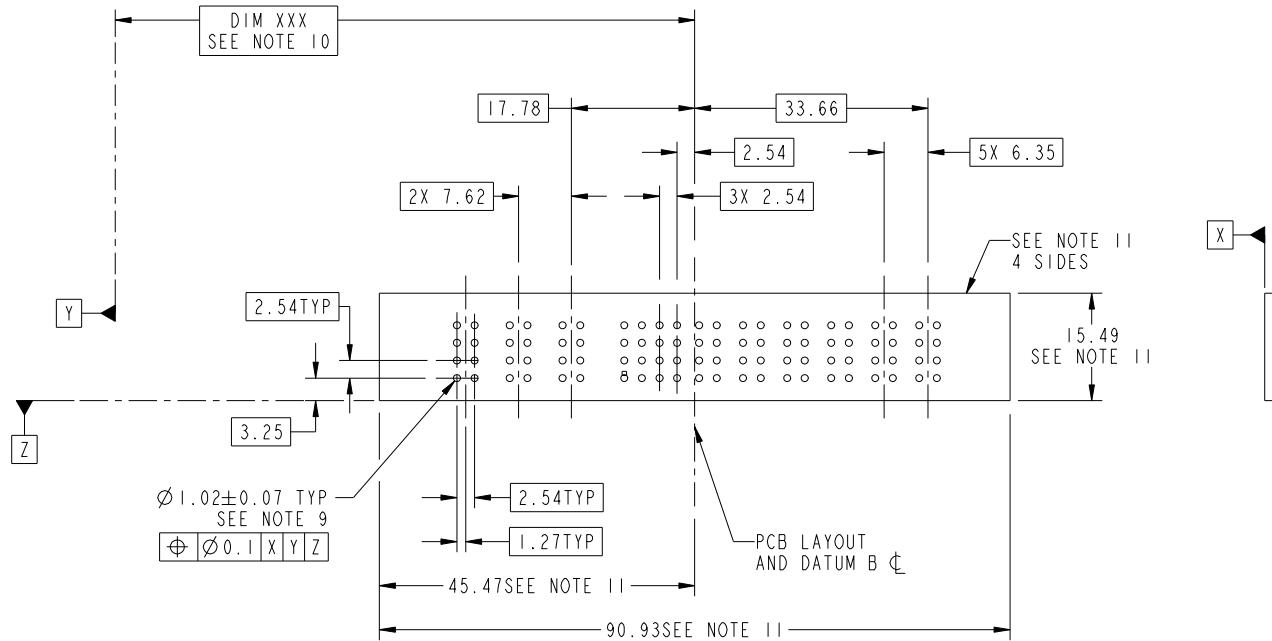 DIM XXX
SEE NOTE 10
17.78
33.66
2.54
5X 6.35
2X 7.62
3X 2.54
X
SEE NOTE 11
4 SIDES
Y
2.54TYP
15.49
SEE NOTE 11
3.25
Z
Ø1.02±0.07 TYP
SEE NOTE 9
⌖ Ø0.1 X Y Z
2.54TYP
1.27TYP
PCB LAYOUT
AND DATUM B ℄
45.47SEE NOTE 11
90.93SEE NOTE 11